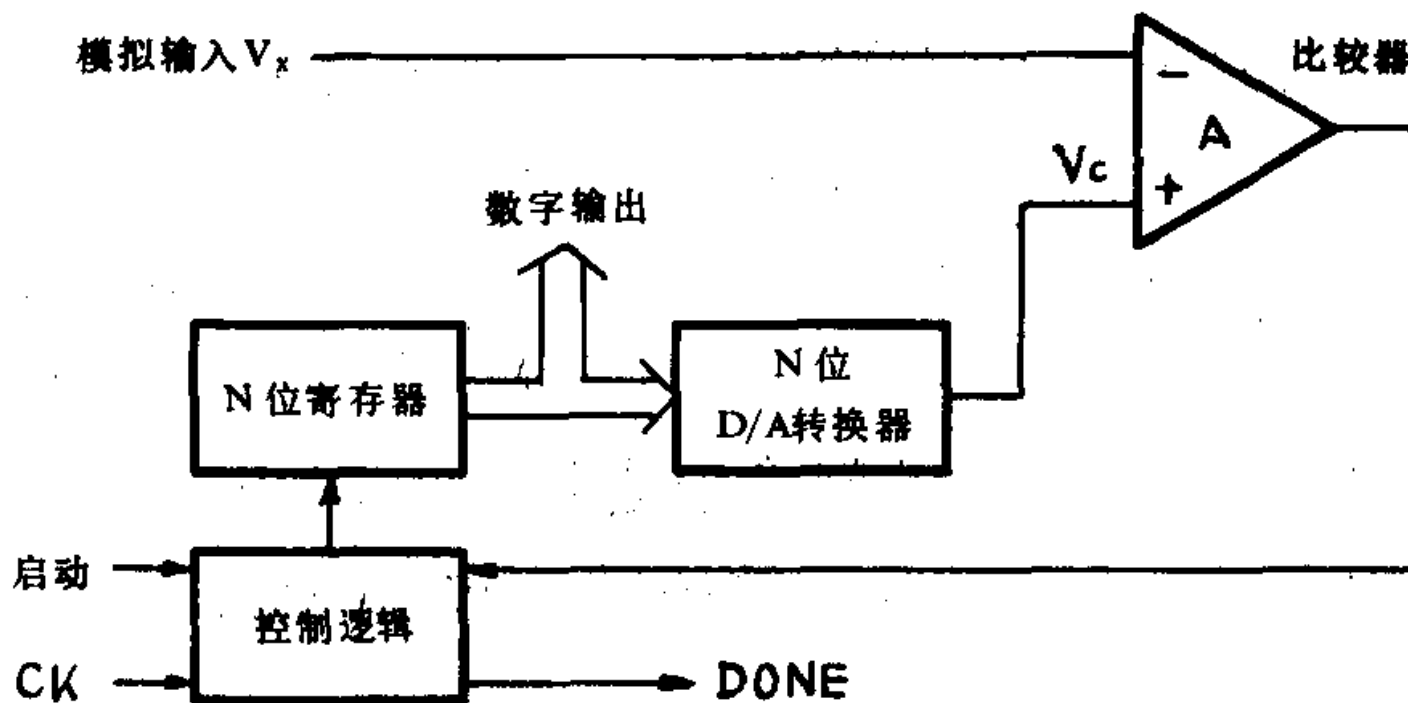 模拟输入Vx
比较器
-
A
Vc
+
数字输出
N位寄存器
N位
D/A转换器
启动
控制逻辑
CK
DONE